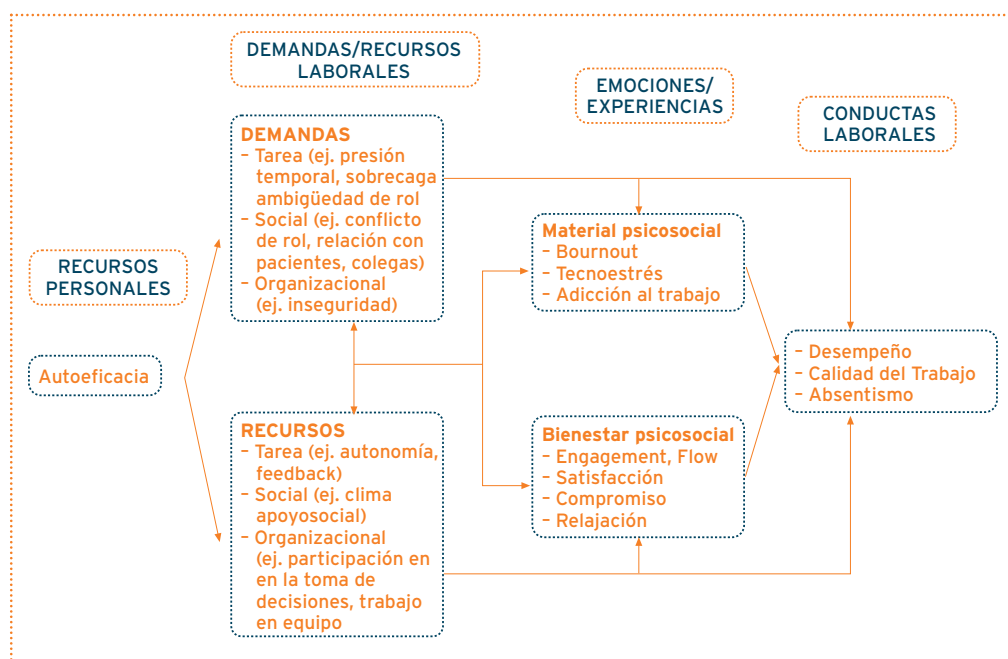 DEMANDAS/RECURSOS
LABORALES
EMOCIONES/
EXPERIENCIAS
CONDUCTAS
LABORALES
RECURSOS
PERSONALES
Autoeficacia
DEMANDAS
– Tarea (ej. presión
temporal, sobrecaga
ambigüedad de rol
– Social (ej. conflicto
de rol, relación con
pacientes, colegas)
– Organizacional
(ej. inseguridad)
RECURSOS
– Tarea (ej. autonomía,
feedback)
– Social (ej. clima
apoyosocial)
– Organizacional
(ej. participación en
en la toma de
decisiones, trabajo
en equipo
Material psicosocial
– Bournout
– Tecnoestrés
– Adicción al trabajo
Bienestar psicosocial
– Engagement, Flow
– Satisfacción
– Compromiso
– Relajación
– Desempeño
– Calidad del Trabajo
– Absentismo